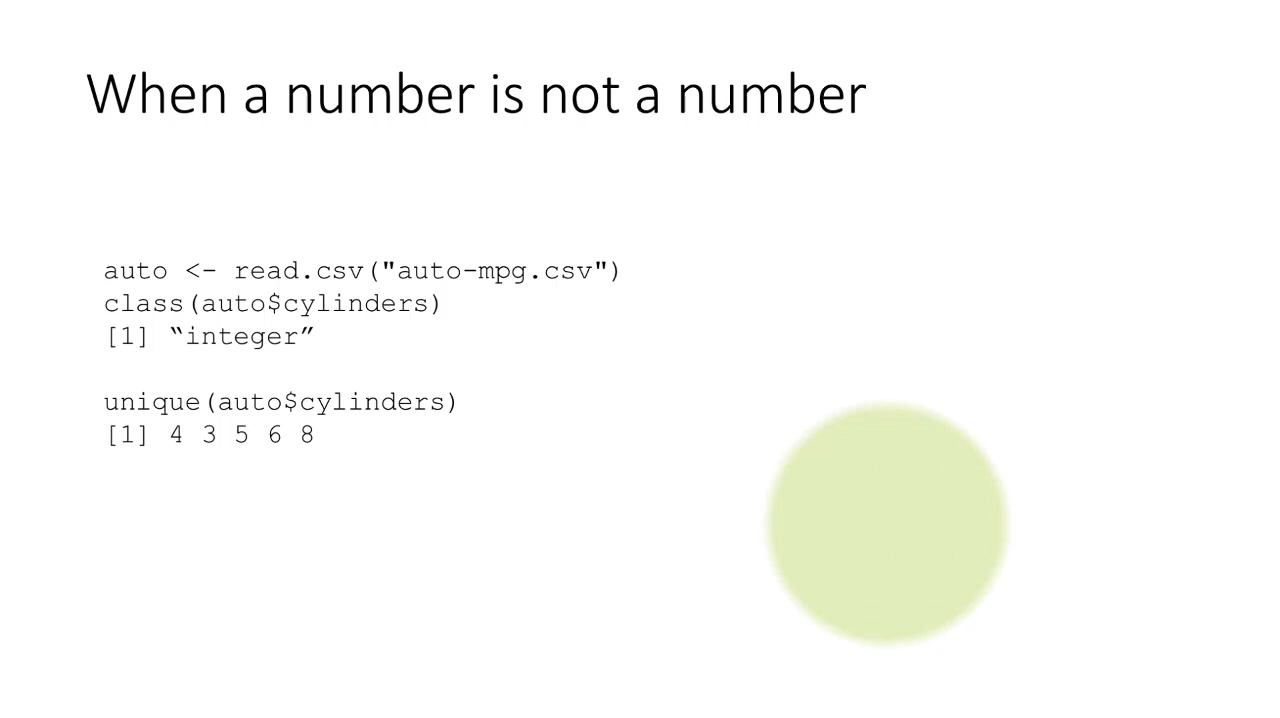 When a number is not a number
auto <- read.csv("auto-mpg.csv")
class(auto$cylinders)
[1] “integer”
unique(auto$cylinders)
[1] 4 3 5 6 8